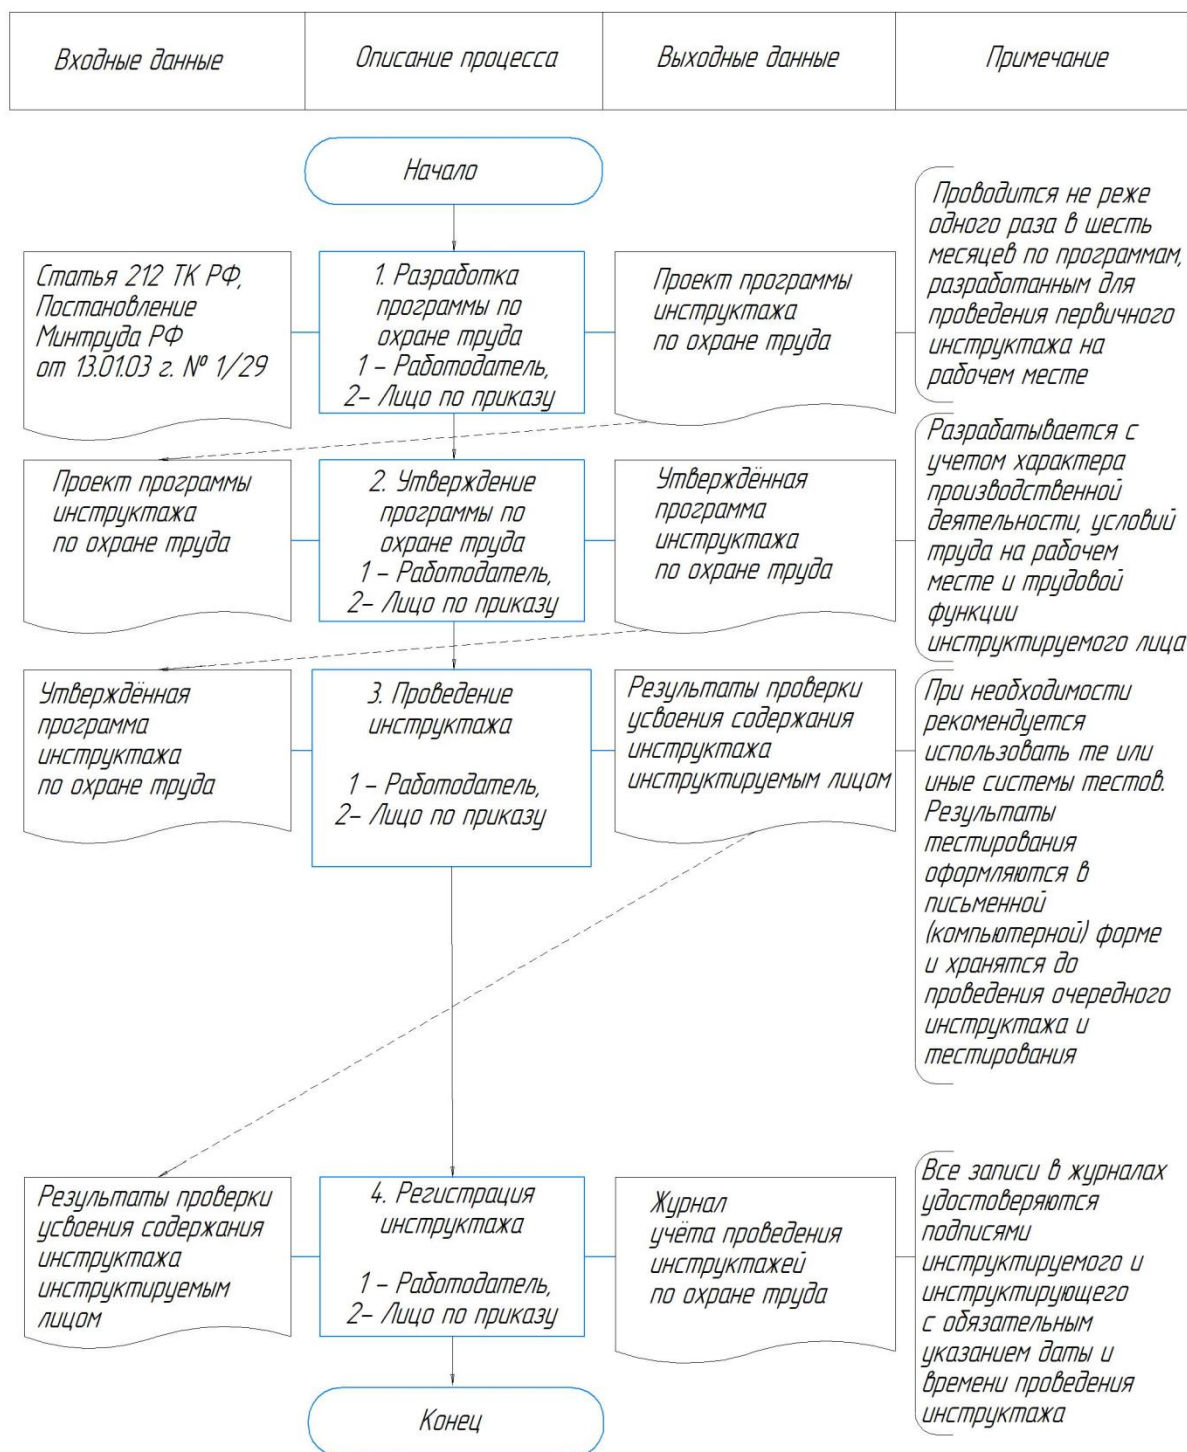 Входные данные
Описание процесса
Выходные данные
Примечание
Начало
Статья 212 ТК РФ,
Постановление
Минтруда РФ
от 13.01.03 г. № 1/29
1. Разработка
программы по
охране труда
1 – Работодатель,
2– Лицо по приказу
Проект программы
инструктажа
по охране труда
Проводится не реже
одного раза в шесть
месяцев по программам,
разработанным для
проведения первичного
инструктажа на
рабочем месте
Проект программы
инструктажа
по охране труда
2. Утверждение
программы по
охране труда
1 – Работодатель,
2– Лицо по приказу
Утверждённая
программа
инструктажа
по охране труда
Разрабатывается с
учетом характера
производственной
деятельности, условий
труда на рабочем
месте и трудовой
функции
инструктируемого лица
Утверждённая
программа
инструктажа
по охране труда
3. Проведение
инструктажа
1 – Работодатель,
2– Лицо по приказу
Результаты проверки
усвоения содержания
инструктажа
инструктируемым лицом
При необходимости
рекомендуется
использовать те или
иные системы тестов.
Результаты
тестирования
оформляются в
письменной
(компьютерной) форме
и хранятся до
проведения очередного
инструктажа и
тестирования
Результаты проверки
усвоения содержания
инструктажа
инструктируемым
лицом
4. Регистрация
инструктажа
1 – Работодатель,
2– Лицо по приказу
Журнал
учёта проведения
инструктажей
по охране труда
Все записи в журналах
удостоверяются
подписями
инструктируемого и
инструктирующего
с обязательным
указанием даты и
времени проведения
инструктажа
Конец